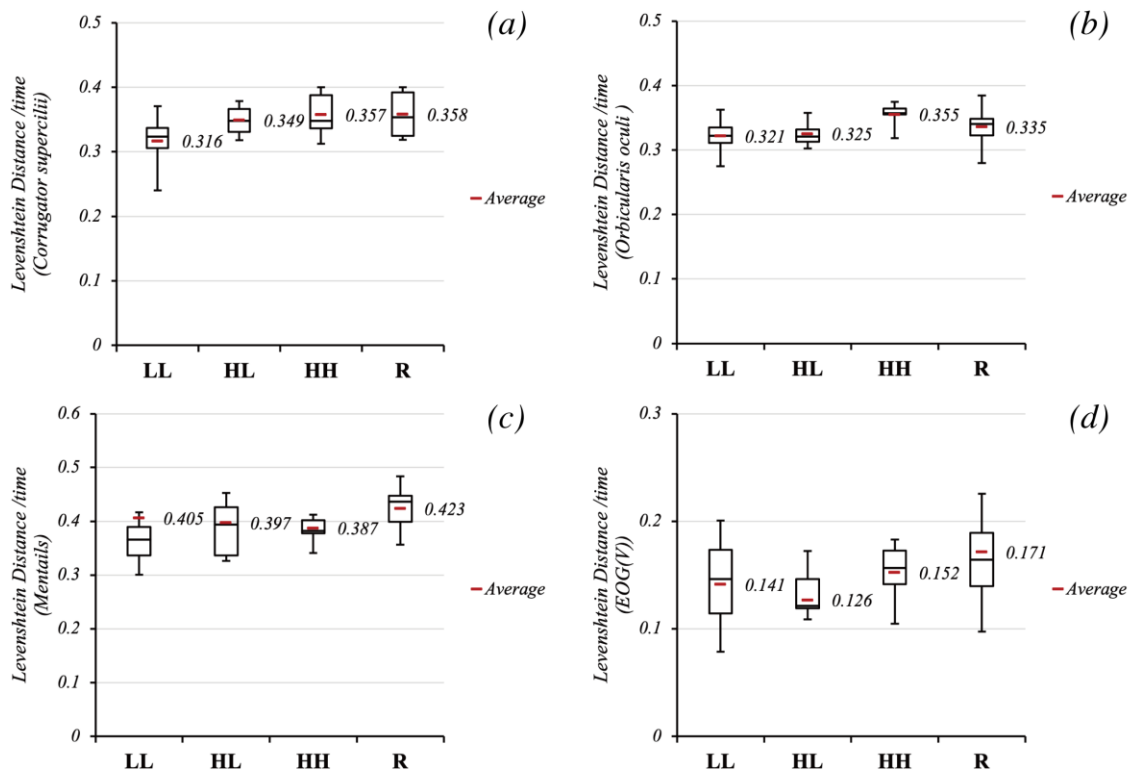 (a)
Levenshtein Distance /time
(Corrugator supercilii)
0.5
0.4
0.3
0.2
0.1
0
0.316
0.349
0.357
0.358
Average
LL HL HH R
(b)
Levenshtein Distance /time
(Orbicularis oculi )
0.5
0.4
0.3
0.2
0.1
0
0.321
0.325
0.355
0.335
Average
LL HL HH R
(c)
Levenshtein Distance /time
(Mentails)
0.6
0.5
0.4
0.3
0.2
0.1
0
0.405
0.397
0.387
0.423
Average
LL HL HH R
(d)
Levenshtein Distance /time
(EOG(V))
0.3
0.2
0.1
0
0.141
0.126
0.152
0.171
Average
LL HL HH R